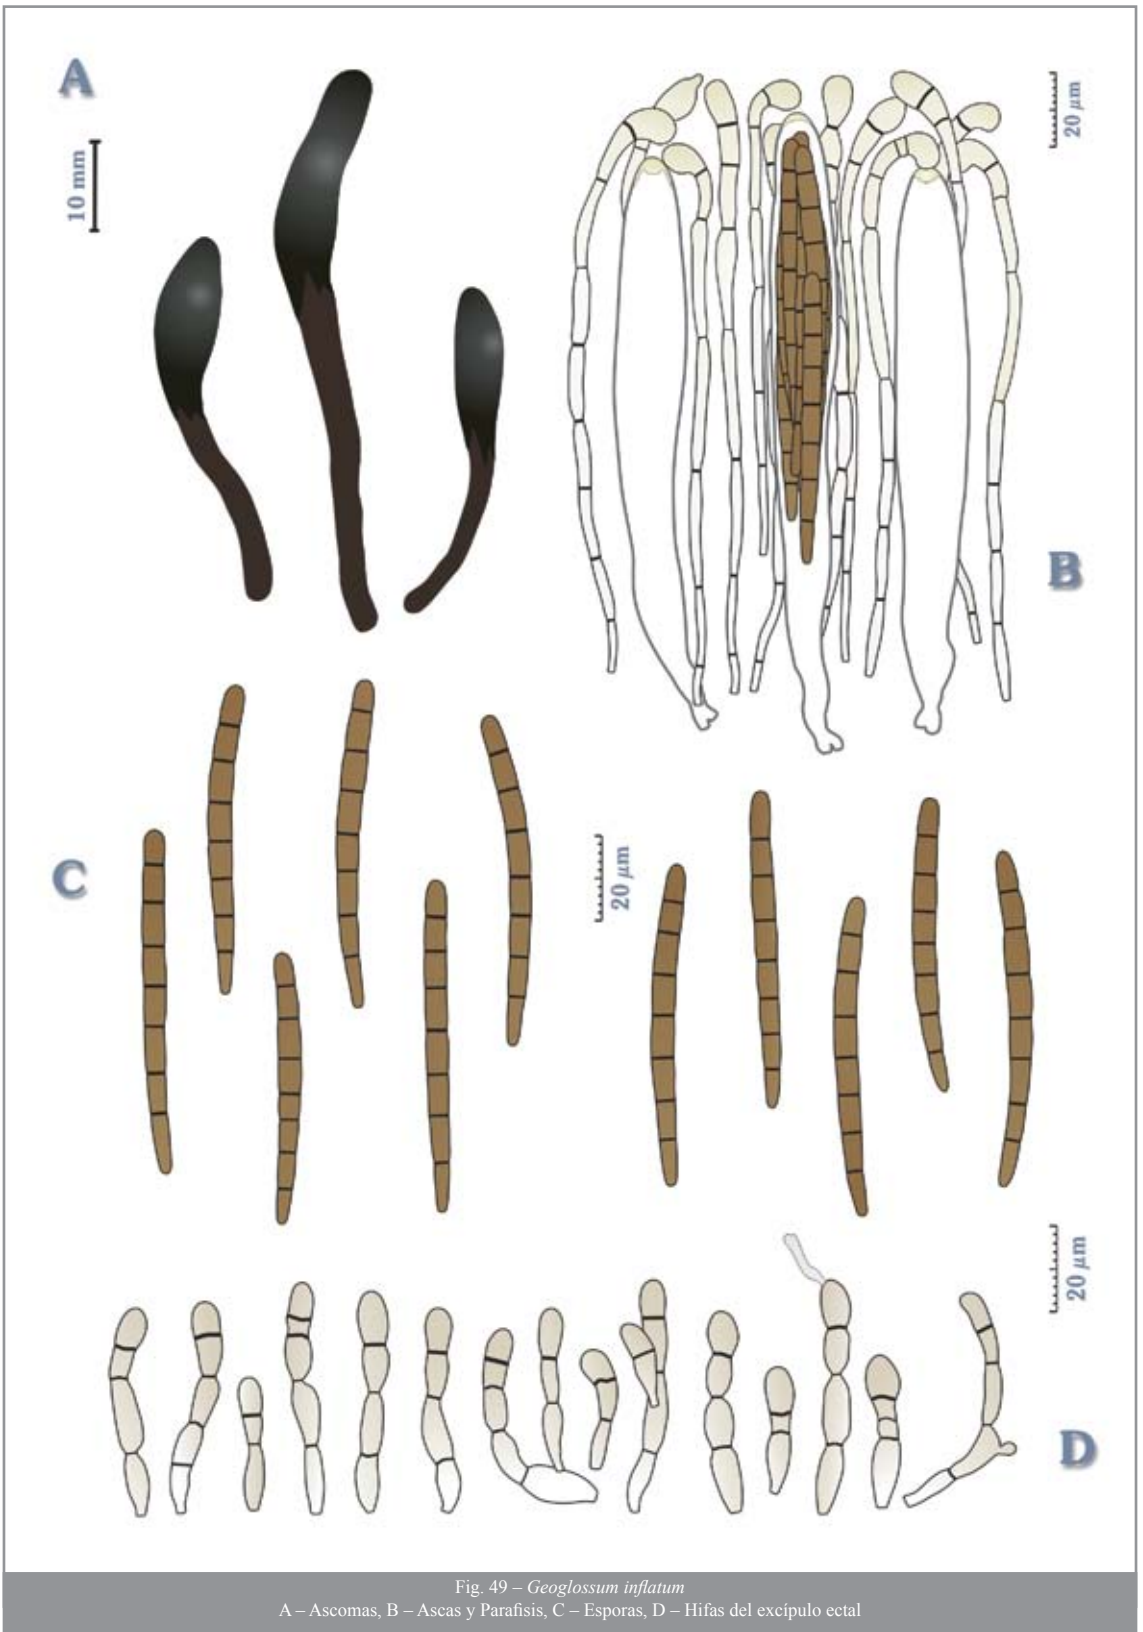 A
10 mm
20 µm
B
C
20 µm
20 µm
D
Fig. 49 – Geoglossum inflatum
A – Ascomas, B – Ascas y Parafisis, C – Esporas, D – Hifas del excípulo ectal